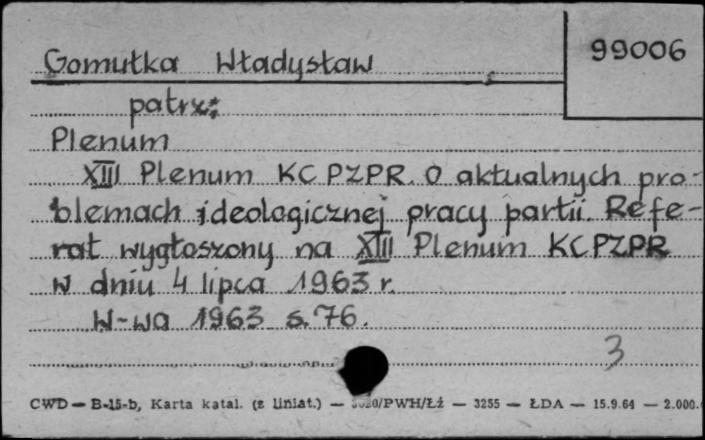 Gomułka Władysław
99006
patrz:
Plenum
XIII Plenum KC PZPR. O aktualnych pro-
blemach ideologicznej pracy partii. Refe-
rat wygłoszony na XIII Plenum KC PZPR
w dniu 4 lipca 1963 r.
W-wa 1963 s. 76.
3
CWD — B-15-b, Karta katal. (z liniat.) — /PWH/Łż — 3255 — ŁDA — 15.9.64 — 2.000.